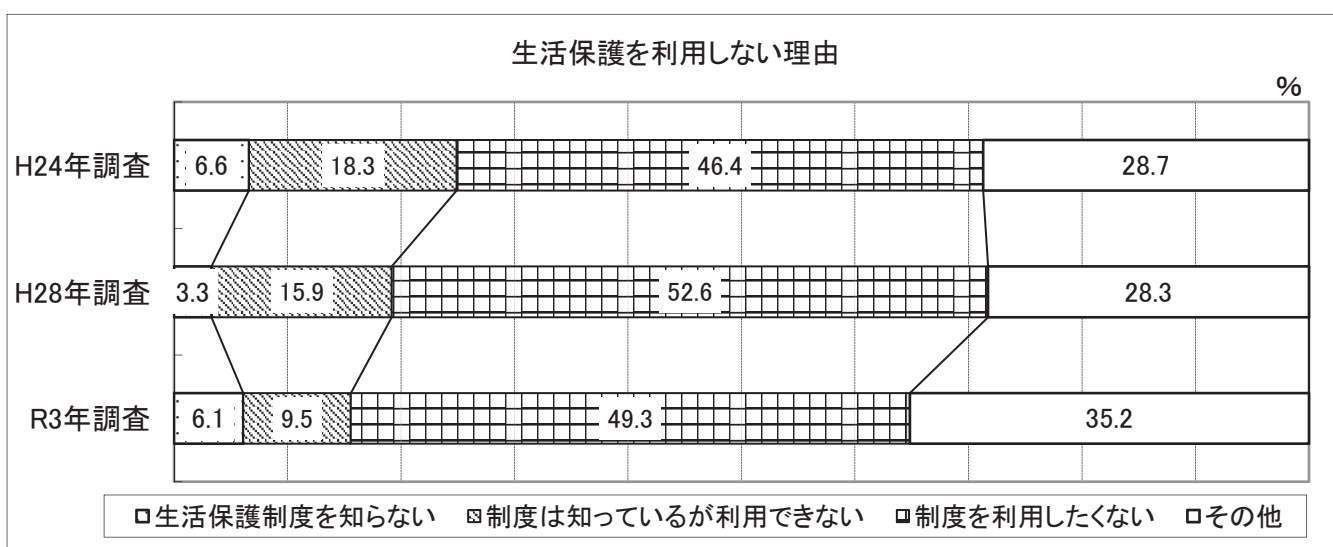 生活保護を利用しない理由
%
H24年調査 6.6 18.3 46.4 28.7
H28年調査 3.3 15.9 52.6 28.3
R3年調査 6.1 9.5 49.3 35.2
生活保護制度を知らない 制度は知っているが利用できない 制度を利用したくない その他